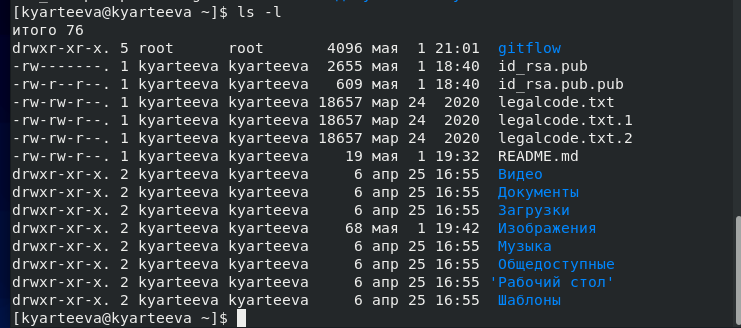 [kyarteeva@kyarteeva ~]$ ls -l
итого 76
drwxr-xr-x. 5 root      root       4096 мая  1 21:01  gitflow
-rw-------. 1 kyarteeva kyarteeva  2655 мая  1 18:40  id_rsa.pub
-rw-r--r--. 1 kyarteeva kyarteeva   609 мая  1 18:40  id_rsa.pub.pub
-rw-rw-r--. 1 kyarteeva kyarteeva 18657 мар 24  2020  legalcode.txt
-rw-rw-r--. 1 kyarteeva kyarteeva 18657 мар 24  2020  legalcode.txt.1
-rw-rw-r--. 1 kyarteeva kyarteeva 18657 мар 24  2020  legalcode.txt.2
-rw-rw-r--. 1 kyarteeva kyarteeva    19 мая  1 19:32  README.md
drwxr-xr-x. 2 kyarteeva kyarteeva     6 апр 25 16:55  Видео
drwxr-xr-x. 2 kyarteeva kyarteeva     6 апр 25 16:55  Документы
drwxr-xr-x. 2 kyarteeva kyarteeva     6 апр 25 16:55  Загрузки
drwxr-xr-x. 2 kyarteeva kyarteeva    68 мая  1 19:42  Изображения
drwxr-xr-x. 2 kyarteeva kyarteeva     6 апр 25 16:55  Музыка
drwxr-xr-x. 2 kyarteeva kyarteeva     6 апр 25 16:55  Общедоступные
drwxr-xr-x. 2 kyarteeva kyarteeva     6 апр 25 16:55 'Рабочий стол'
drwxr-xr-x. 2 kyarteeva kyarteeva     6 апр 25 16:55  Шаблоны
[kyarteeva@kyarteeva ~]$